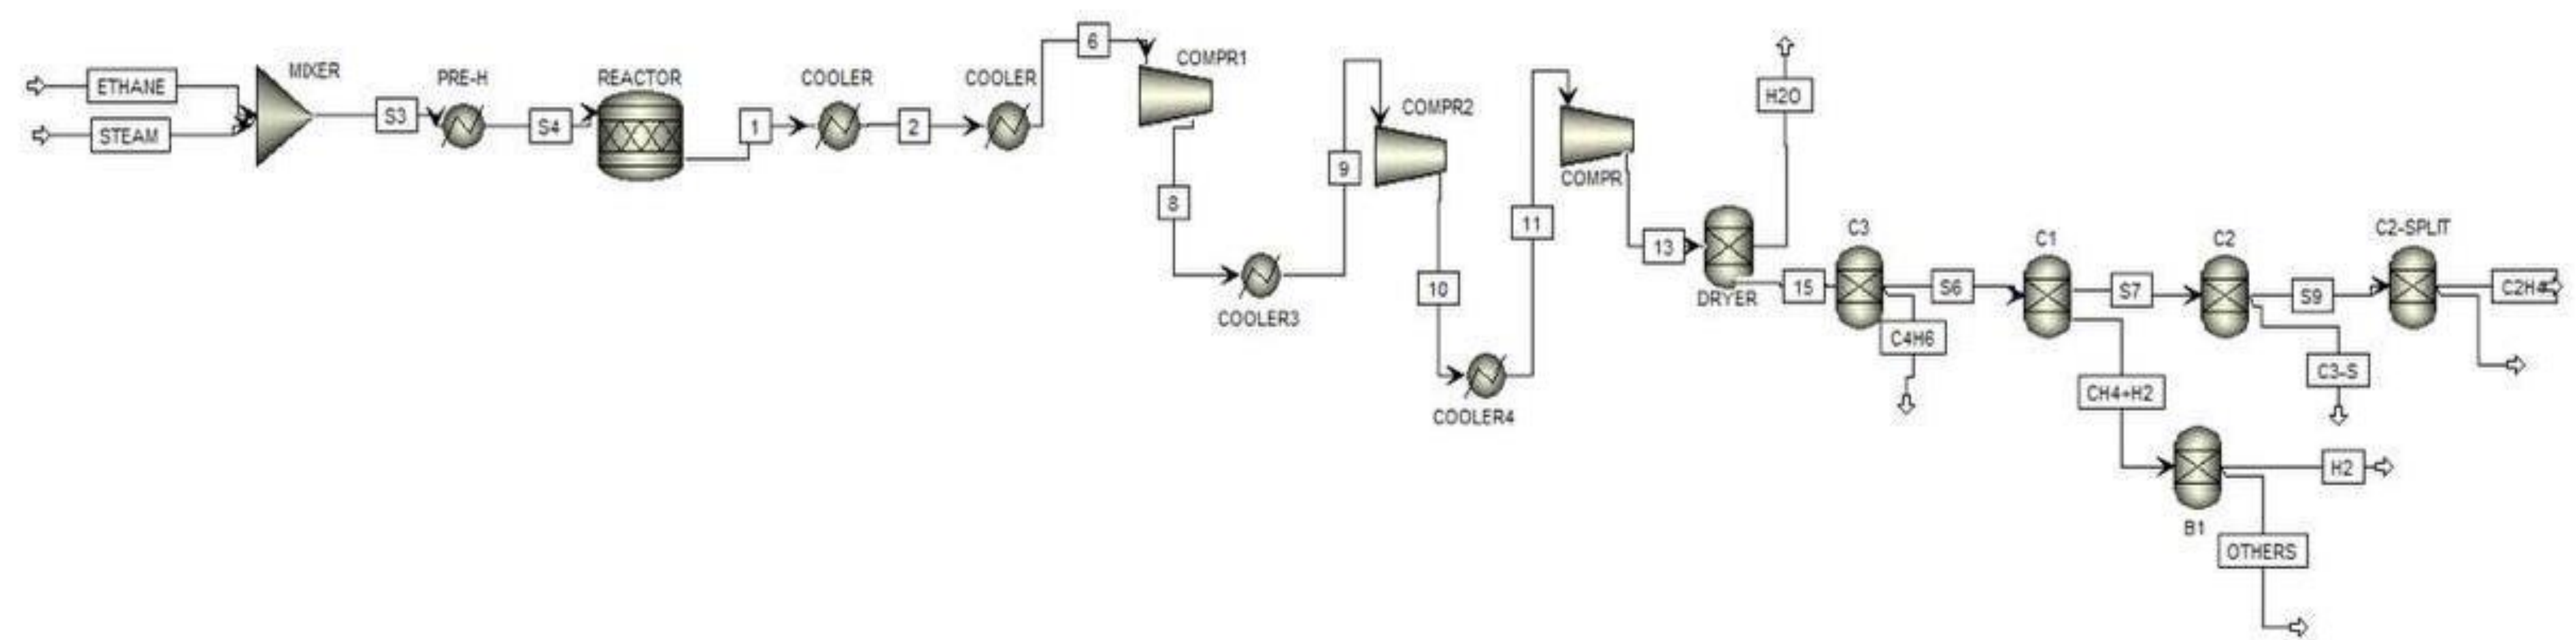 ETHANE
STEAM
MIXER
S3
PRE-H
S4
REACTOR
1
COOLER
2
COOLER
6
COMPR1
8
COOLER3
9
COMPR2
10
COOLER4
11
COMPR
13
DRYER
H2O
15
C3
C4H6
S6
C1
S7
CH4+H2
B1
H2
OTHERS
C2
S9
C3-S
C2-SPLIT
C2H4